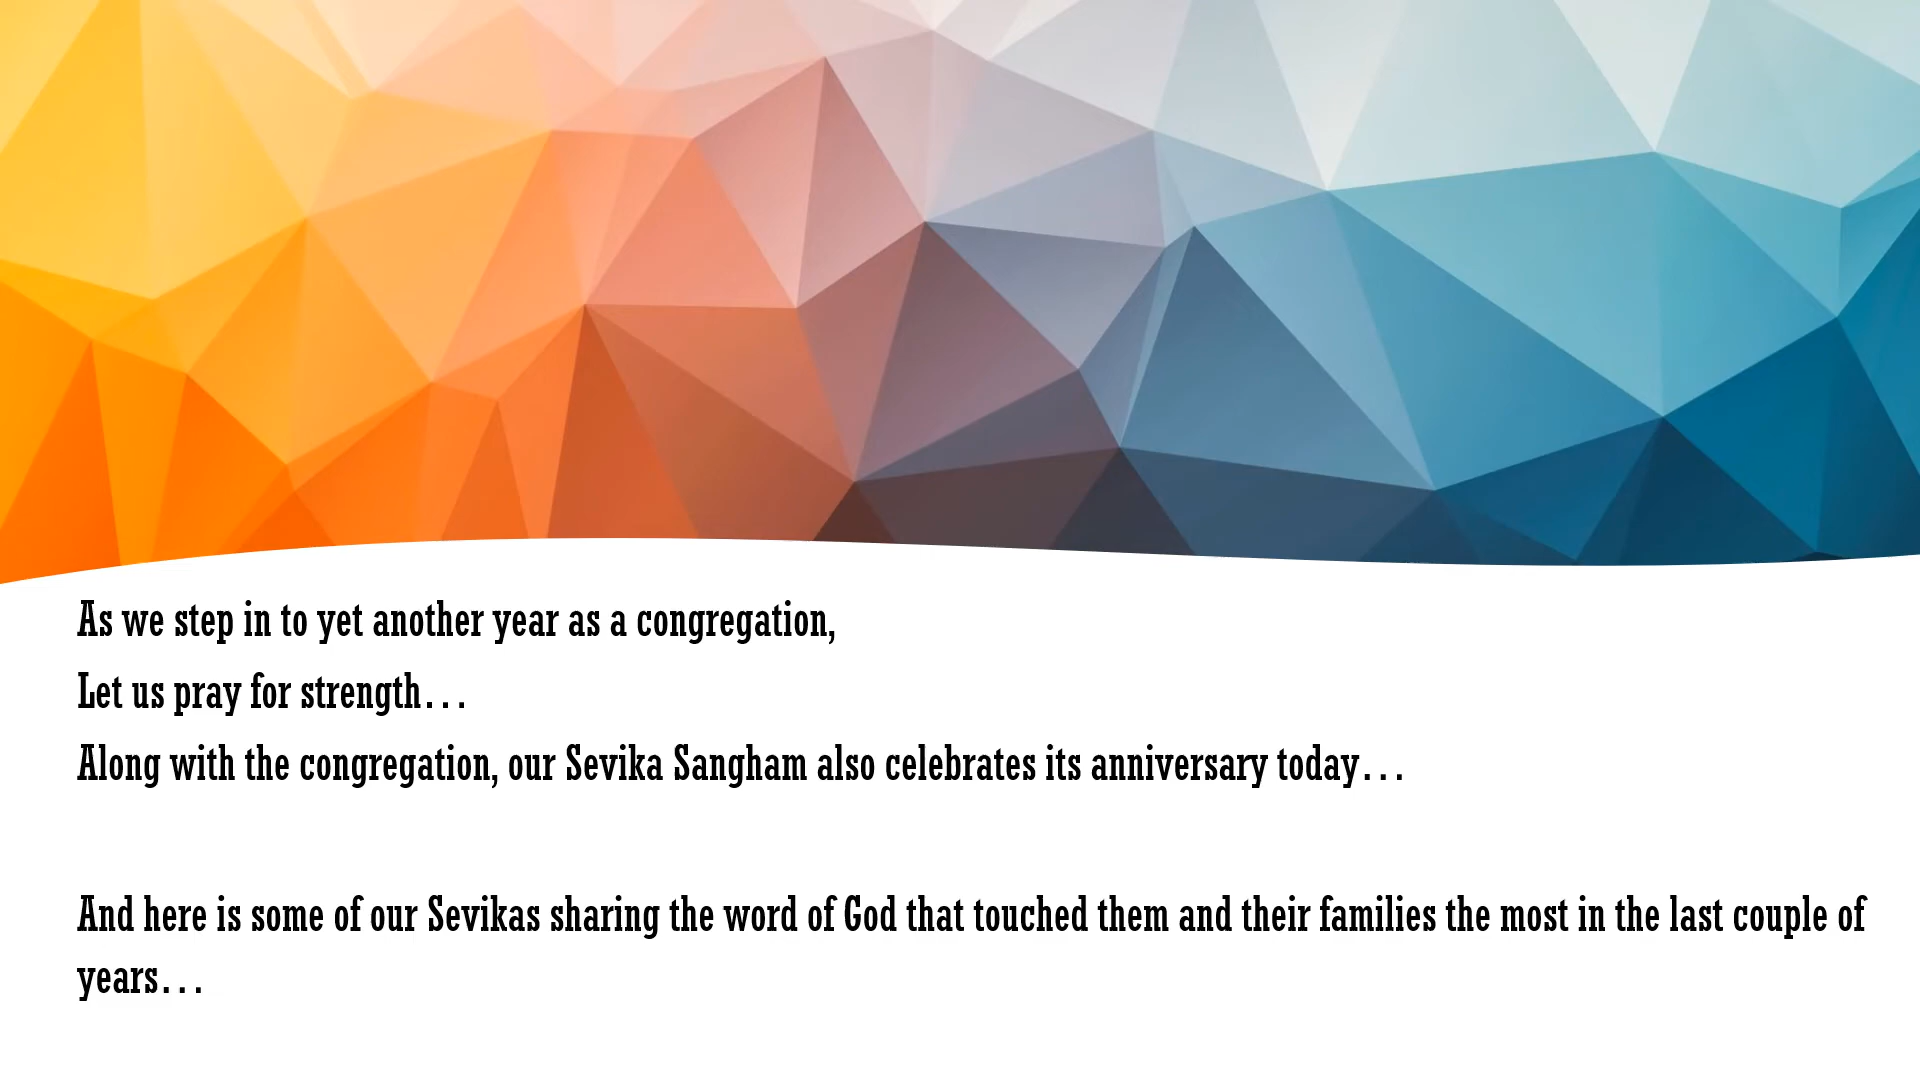 As we step in to yet another year as a congregation,
Let us pray for strength…
Along with the congregation, our Sevika Sangham also celebrates its anniversary today…
And here is some of our Sevikas sharing the word of God that touched them and their families the most in the last couple of
years…